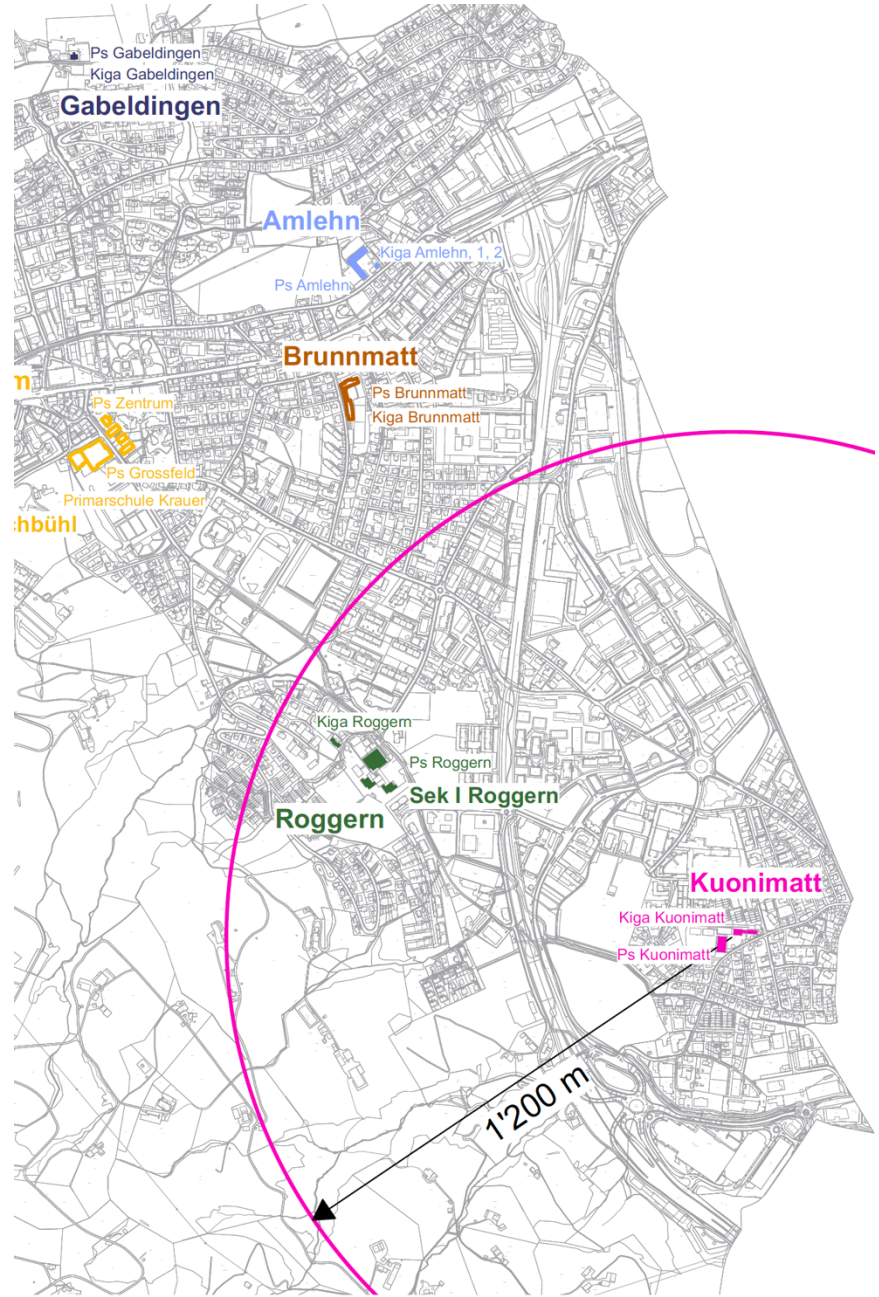 Ps Gabeldingen
Kiga Gabeldingen
Gabeldingen
Amlehn
Kiga Amlehn, 1, 2
Ps Amlehn
Brunnmatt
m
Ps Brunnmatt
Ps Zentrum
Kiga Brunnmatt
Ps Grossfeld
Primarschule Krauer
hbühl
Kiga Roggern
Ps Roggern
Sek I Roggern
Roggern
Kuonimatt
Kiga Kuonimatt
Ps Kuonimatt
1'200 m